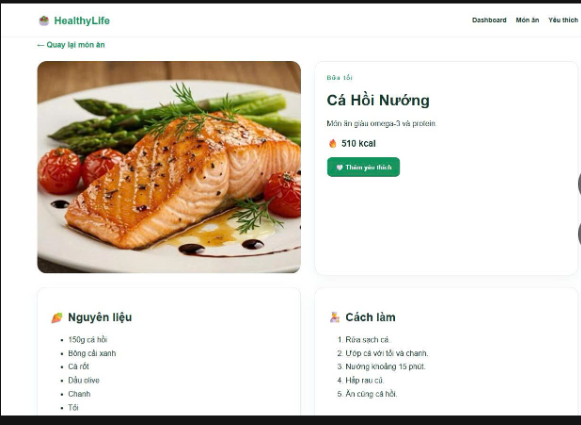 HealthyLife
Dashboard Món ăn Yêu thích
← Quay lại món ăn
Bữa tối
Cá Hồi Nướng
Món ăn giàu omega-3 và protein.
510 kcal
Thêm yêu thích
Nguyên liệu
150g cá hồi
Bông cải xanh
Cà rốt
Dầu olive
Chanh
Tỏi
Cách làm
1. Rửa sạch cá.
2. Ướp cá với tỏi và chanh.
3. Nướng khoảng 15 phút.
4. Hấp rau củ.
5. Ăn cùng cá hồi.